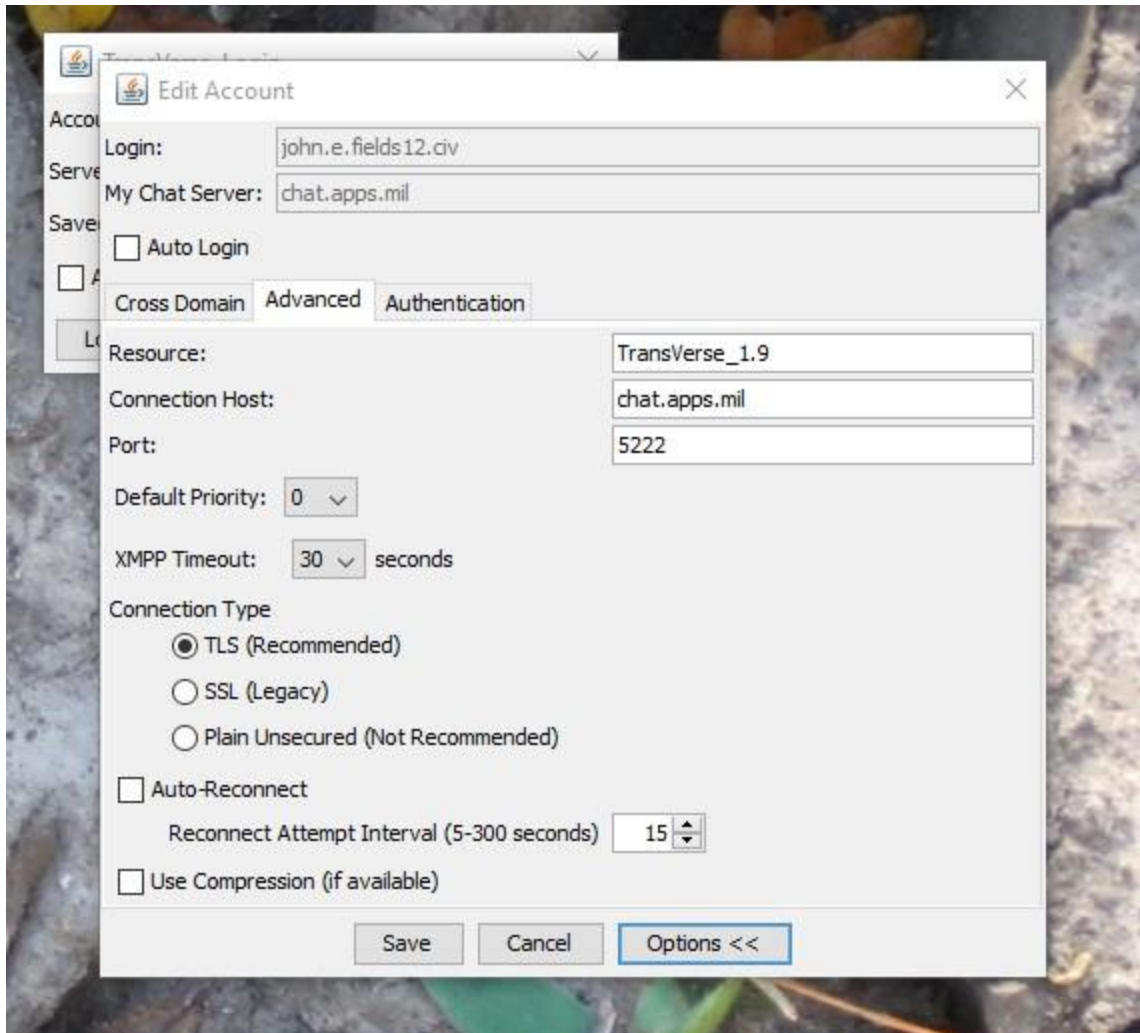 TransVerse Login
Edit Account
Login:
john.e.fields12.civ
My Chat Server:
chat.apps.mil
Auto Login
Cross Domain
Advanced
Authentication
Resource:
TransVerse_1.9
Connection Host:
chat.apps.mil
Port:
5222
Default Priority:
0
XMPP Timeout:
30
seconds
Connection Type
TLS (Recommended)
SSL (Legacy)
Plain Unsecured (Not Recommended)
Auto-Reconnect
Reconnect Attempt Interval (5-300 seconds)
15
Use Compression (if available)
Save
Cancel
Options <<